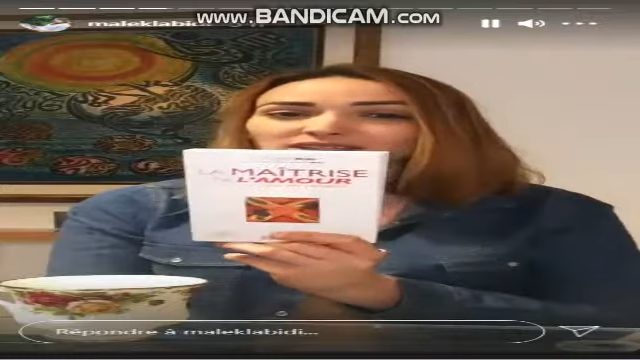 www.BANDICAM.com
maleklabidi
LA MAÎTRISE
DE L'AMOUR
Répondre à maleklabidi...